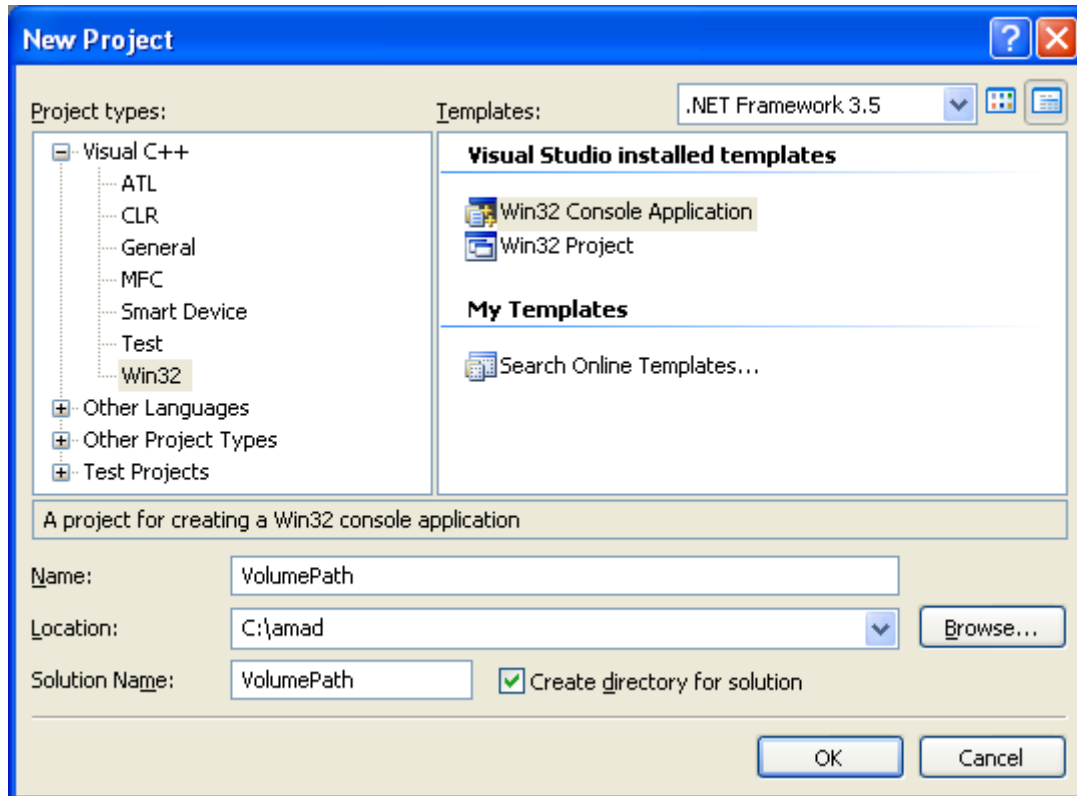 New Project
Project types:
Templates:
.NET Framework 3.5
Visual C++
ATL
CLR
General
MFC
Smart Device
Test
Win32
Other Languages
Other Project Types
Test Projects
Visual Studio installed templates
Win32 Console Application
Win32 Project
My Templates
Search Online Templates...
A project for creating a Win32 console application
Name:
VolumePath
Location:
C:\amad
Browse...
Solution Name:
VolumePath
Create directory for solution
OK
Cancel